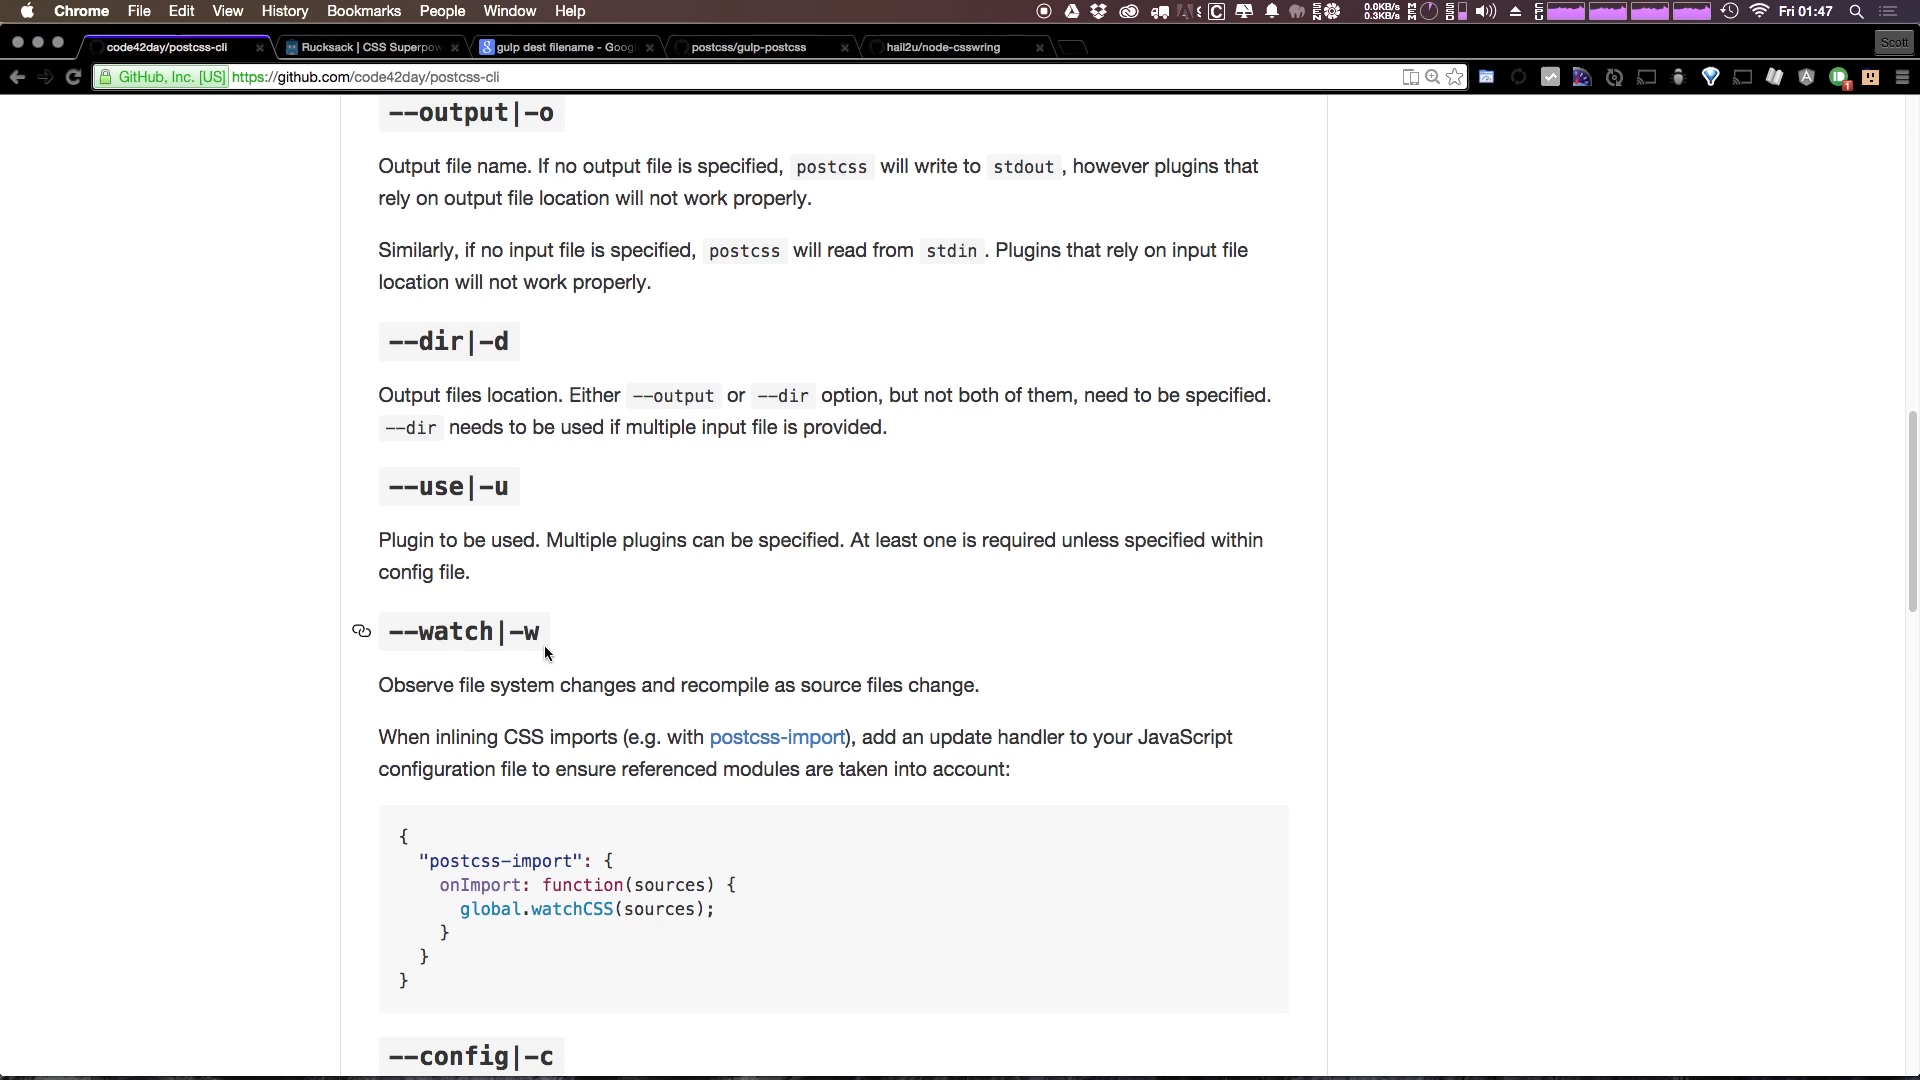 Chrome File Edit View History Bookmarks People Window Help
0.0KB/s
0.3KB/s
Fri 01:47
code42day/postcss-cli
Rucksack | CSS Superpow
gulp dest filename - Googl
postcss/gulp-postcss
hail2u/node-csswring
Scott
GitHub, Inc. [US] https://github.com/code42day/postcss-cli
--output|-o
Output file name. If no output file is specified, postcss will write to stdout , however plugins that
rely on output file location will not work properly.
Similarly, if no input file is specified, postcss will read from stdin . Plugins that rely on input file
location will not work properly.
--dir|-d
Output files location. Either --output or --dir option, but not both of them, need to be specified.
--dir needs to be used if multiple input file is provided.
--use|-u
Plugin to be used. Multiple plugins can be specified. At least one is required unless specified within
config file.
--watch|-w
Observe file system changes and recompile as source files change.
When inlining CSS imports (e.g. with postcss-import), add an update handler to your JavaScript
configuration file to ensure referenced modules are taken into account:
{
"postcss-import": {
onImport: function(sources) {
global.watchCSS(sources);
}
}
}
--config|-c